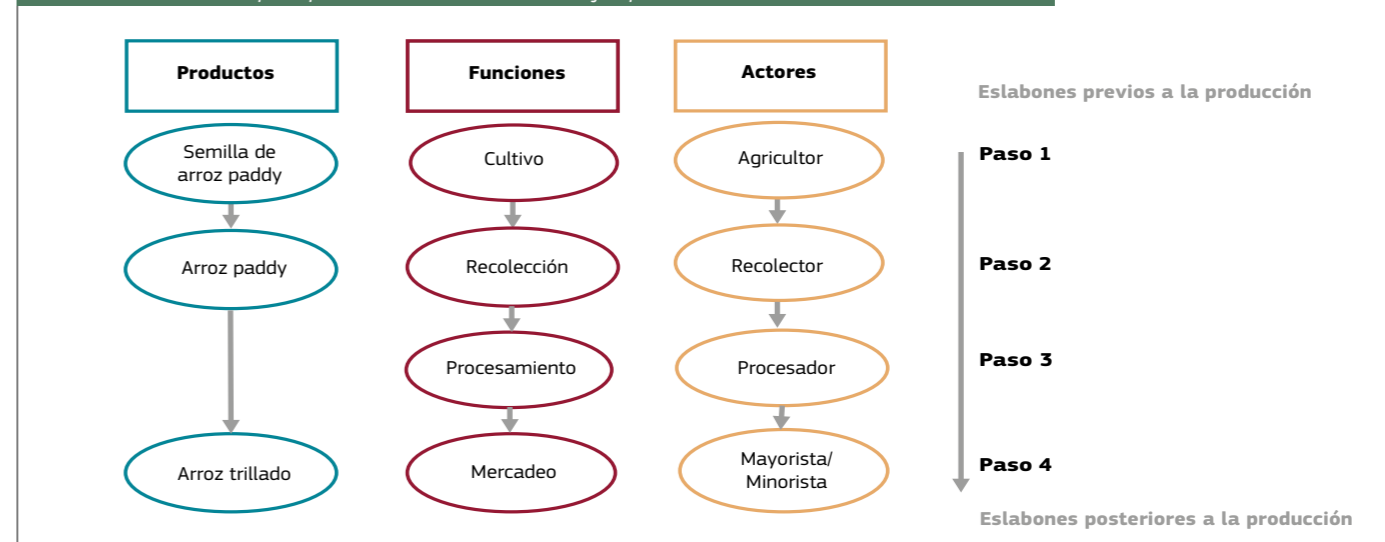 Productos
Funciones
Actores
Eslabones previos a la producción
Semilla de
arroz paddy
Cultivo
Agricultor
Paso 1
Arroz paddy
Recolección
Recolector
Paso 2
Procesamiento
Procesador
Paso 3
Arroz trillado
Mercadeo
Mayorista/
Minorista
Paso 4
Eslabones posteriores a la producción